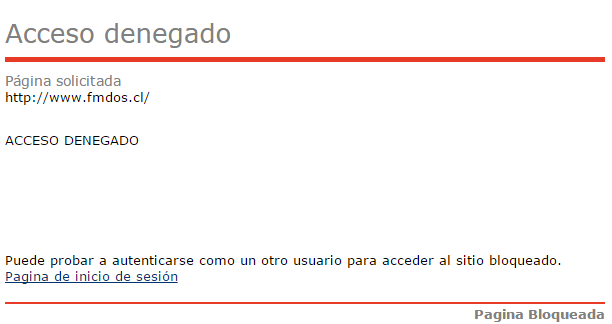 Acceso denegado
Página solicitada
http://www.fmdos.cl/
ACCESO DENEGADO
Puede probar a autenticarse como un otro usuario para acceder al sitio bloqueado.
Pagina de inicio de sesión
Pagina Bloqueada